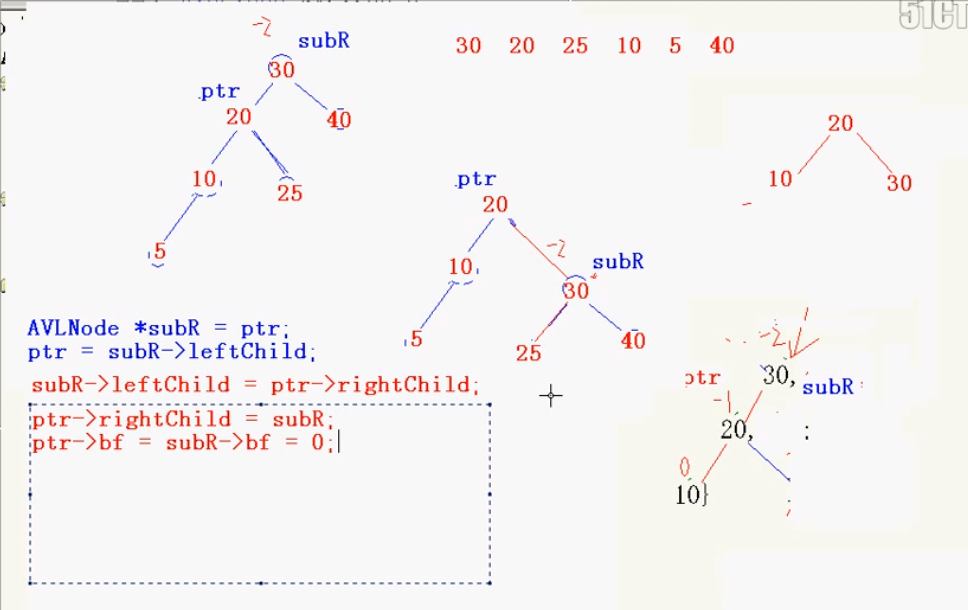 51CT
-2
subR
30 20 25 10 5 40
30
ptr
20
40
10
25
5
20
10
30
ptr
20
-2
subR
10
30
5
25
40
AVLNode *subR = ptr;
ptr = subR->leftChild;
subR->leftChild = ptr->rightChild;
ptr->rightChild = subR;
ptr->bf = subR->bf = 0;
-2
ptr
30,
subR
-1
20,
:
0
10}